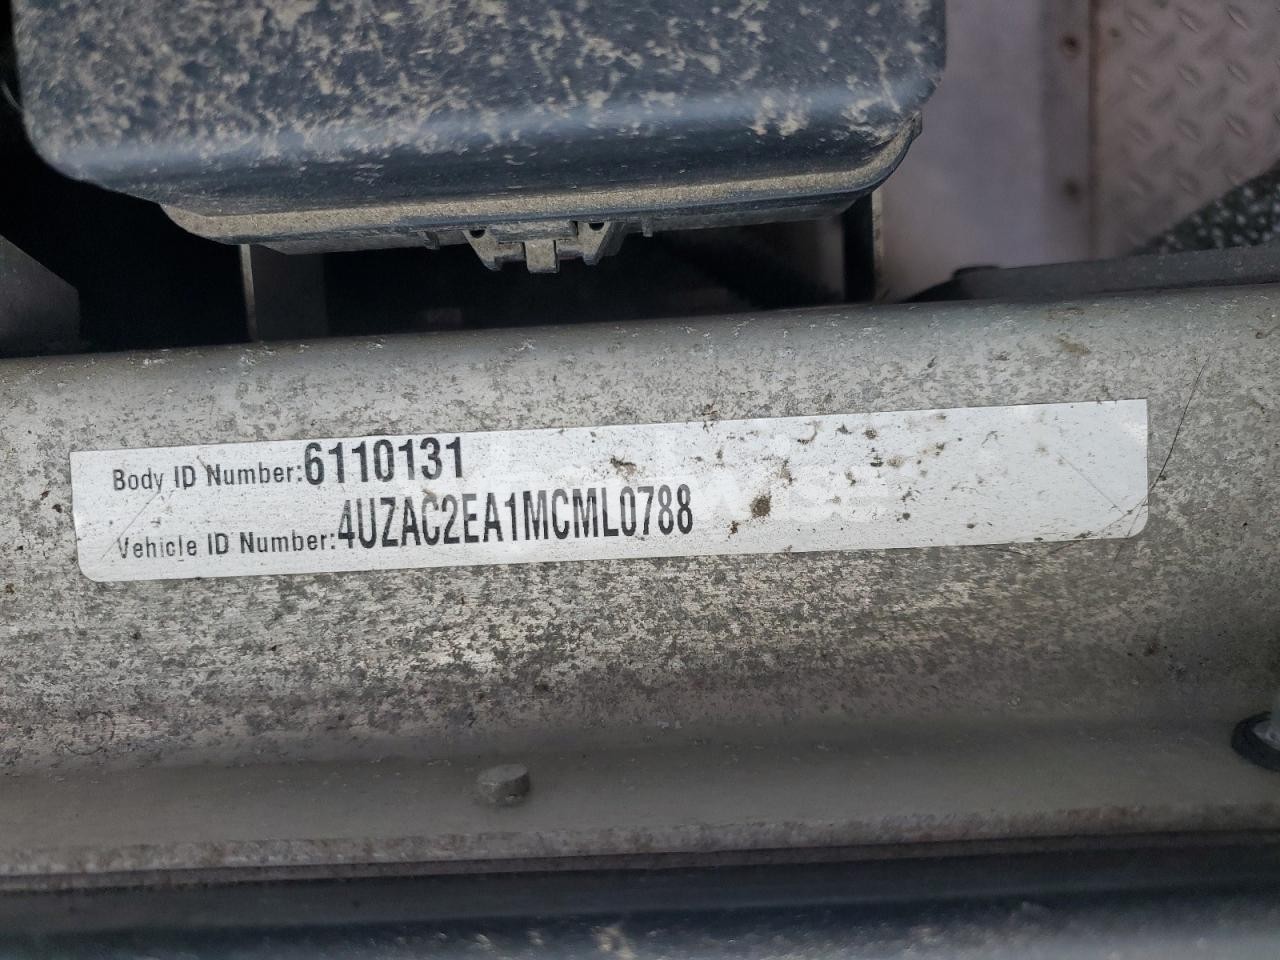 Body ID Number:6110131
Vehicle ID Number:4UZAC2EA1MCML0788